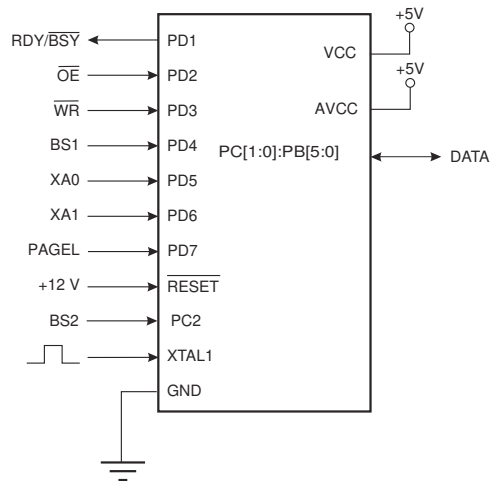 +5V
RDY/BSY PD1
VCC
OE PD2
+5V
WR PD3
AVCC
BS1 PD4
PC[1:0]:PB[5:0]
DATA
XA0 PD5
XA1 PD6
PAGEL PD7
+12 V RESET
BS2 PC2
XTAL1
GND